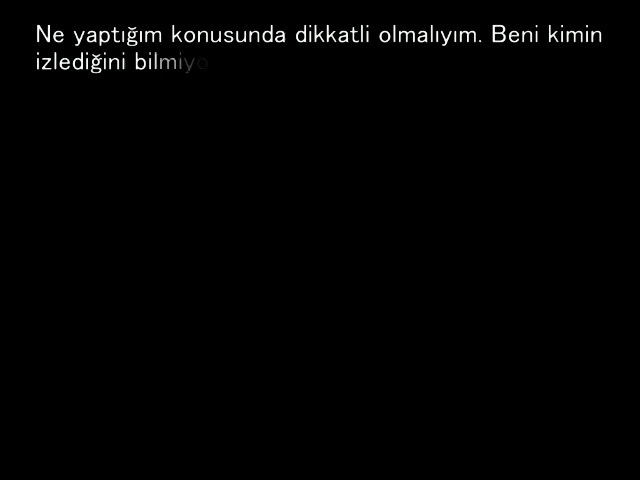 Ne yaptığım konusunda dikkatli olmalıyım. Beni kimin
izlediğini bilmiyo